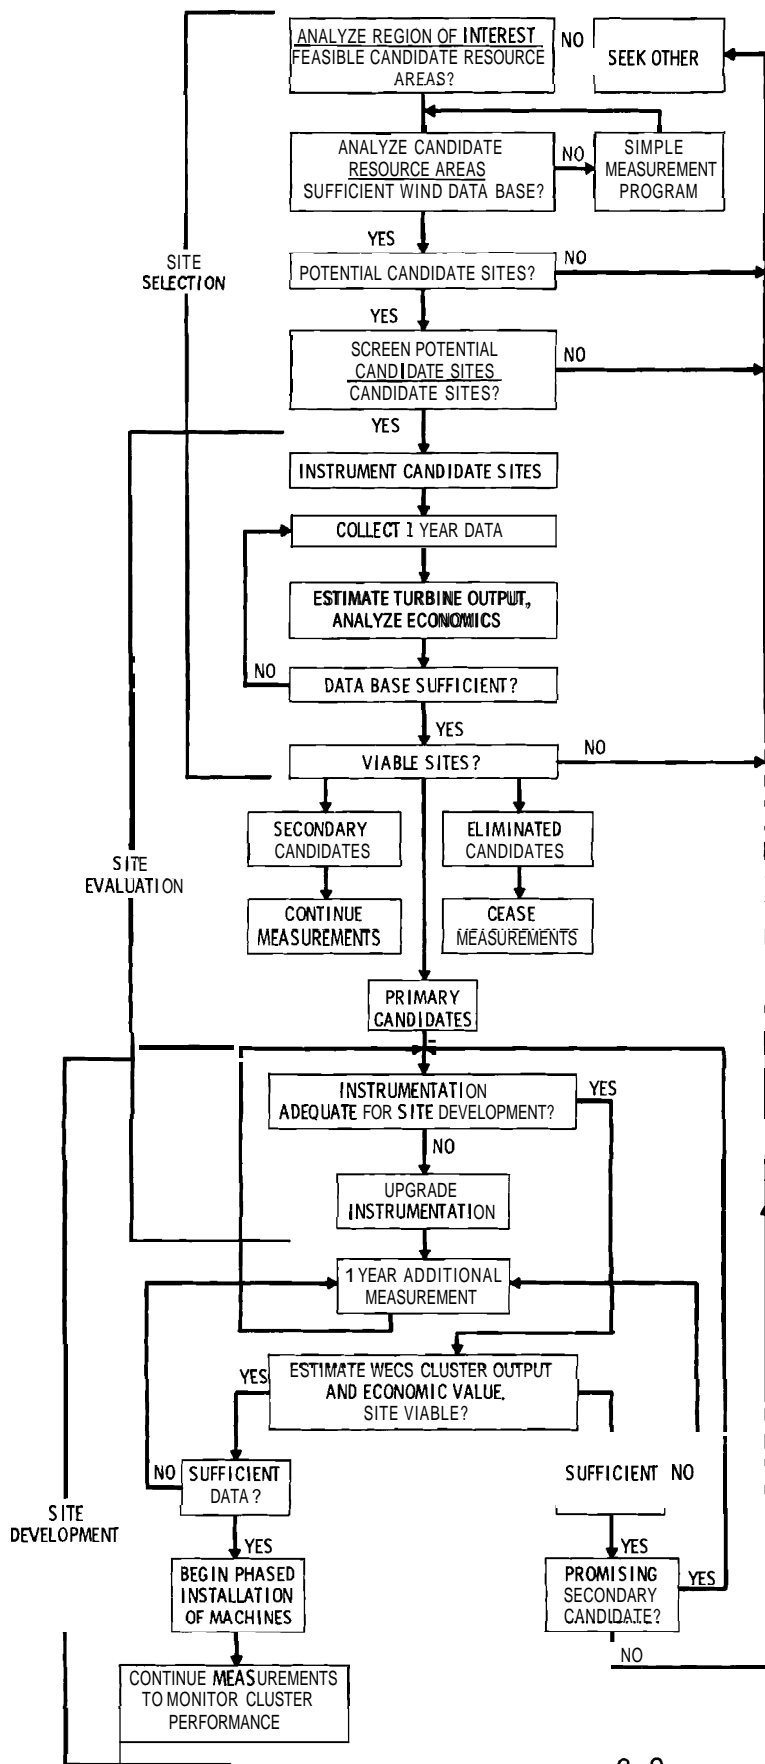 ANALYZE REGION OF INTEREST
FEASIBLE CANDIDATE RESOURCE
AREAS?
NO
SEEK OTHER
ANALYZE CANDIDATE
RESOURCE AREAS
SUFFICIENT WIND DATA BASE?
NO
SIMPLE
MEASUREMENT
PROGRAM
YES
POTENTIAL CANDIDATE SITES?
NO
SITE
SELECTION
YES
SCREEN POTENTIAL
CANDIDATE SITES
CANDIDATE SITES?
NO
YES
INSTRUMENT CANDIDATE SITES
COLLECT 1 YEAR DATA
ESTIMATE TURBINE OUTPUT,
ANALYZE ECONOMICS
NO
DATA BASE SUFFICIENT?
YES
VIABLE SITES?
NO
SECONDARY
CANDIDATES
ELIMINATED
CANDIDATES
SITE
EVALUATION
CONTINUE
MEASUREMENTS
CEASE
MEASUREMENTS
PRIMARY
CANDIDATES
INSTRUMENTATION
ADEQUATE FOR SITE DEVELOPMENT?
YES
NO
UPGRADE
INSTRUMENTATION
1 YEAR ADDITIONAL
MEASUREMENT
YES
ESTIMATE WECS CLUSTER OUTPUT
AND ECONOMIC VALUE.
SITE VIABLE?
NO
SUFFICIENT
DATA?
SUFFICIENT NO
SITE
DEVELOPMENT
YES
YES
BEGIN PHASED
INSTALLATION
OF MACHINES
PROMISING
SECONDARY
CANDIDATE?
YES
NO
CONTINUE MEASUREMENTS
TO MONITOR CLUSTER
PERFORMANCE